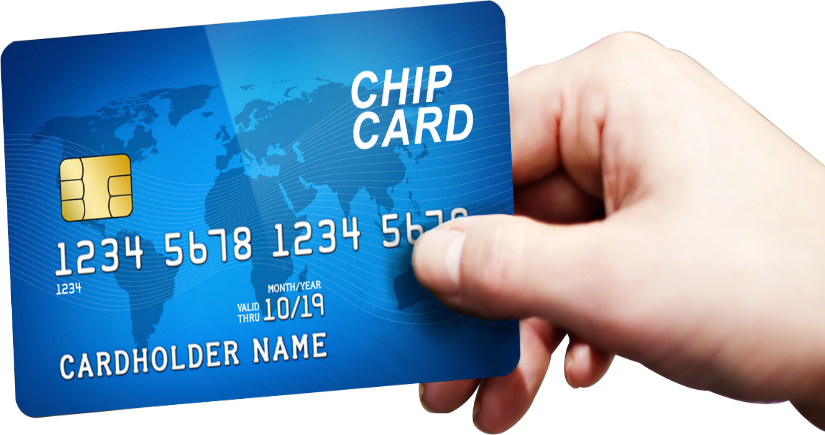 CHIP
CARD
1234 5678 1234
1234
MONTH/YEAR
VALID
THRU 10/19
CARDHOLDER NAME